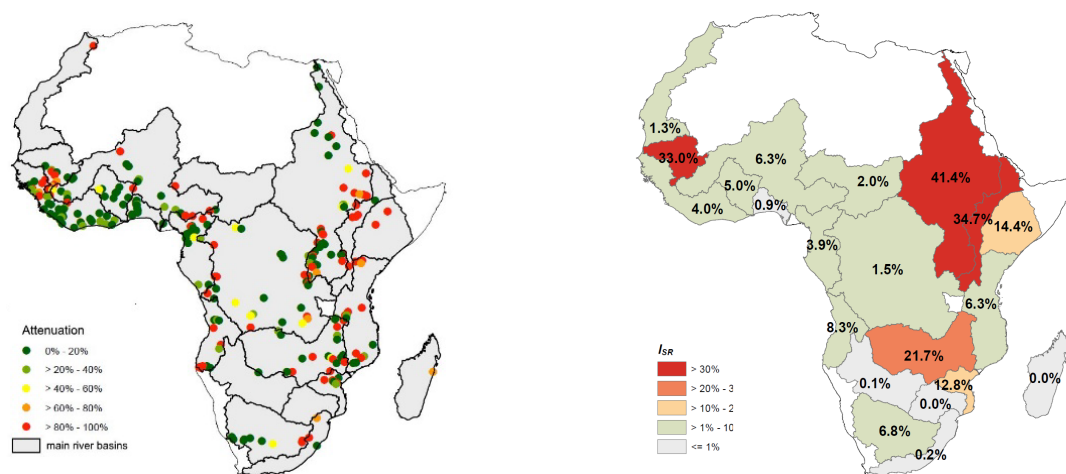 Attenuation
0% - 20%
> 20% - 40%
> 40% - 60%
> 60% - 80%
> 80% - 100%
main river basins
1.3%
33.0%
6.3%
5.0%
4.0%
0.9%
2.0%
41.4%
34.7%
14.4%
3.9%
1.5%
6.3%
8.3%
21.7%
12.8%
0.1%
0.0%
0.0%
6.8%
0.2%
I_SR
> 30%
> 20% - 3
> 10% - 2
> 1% - 10
<= 1%